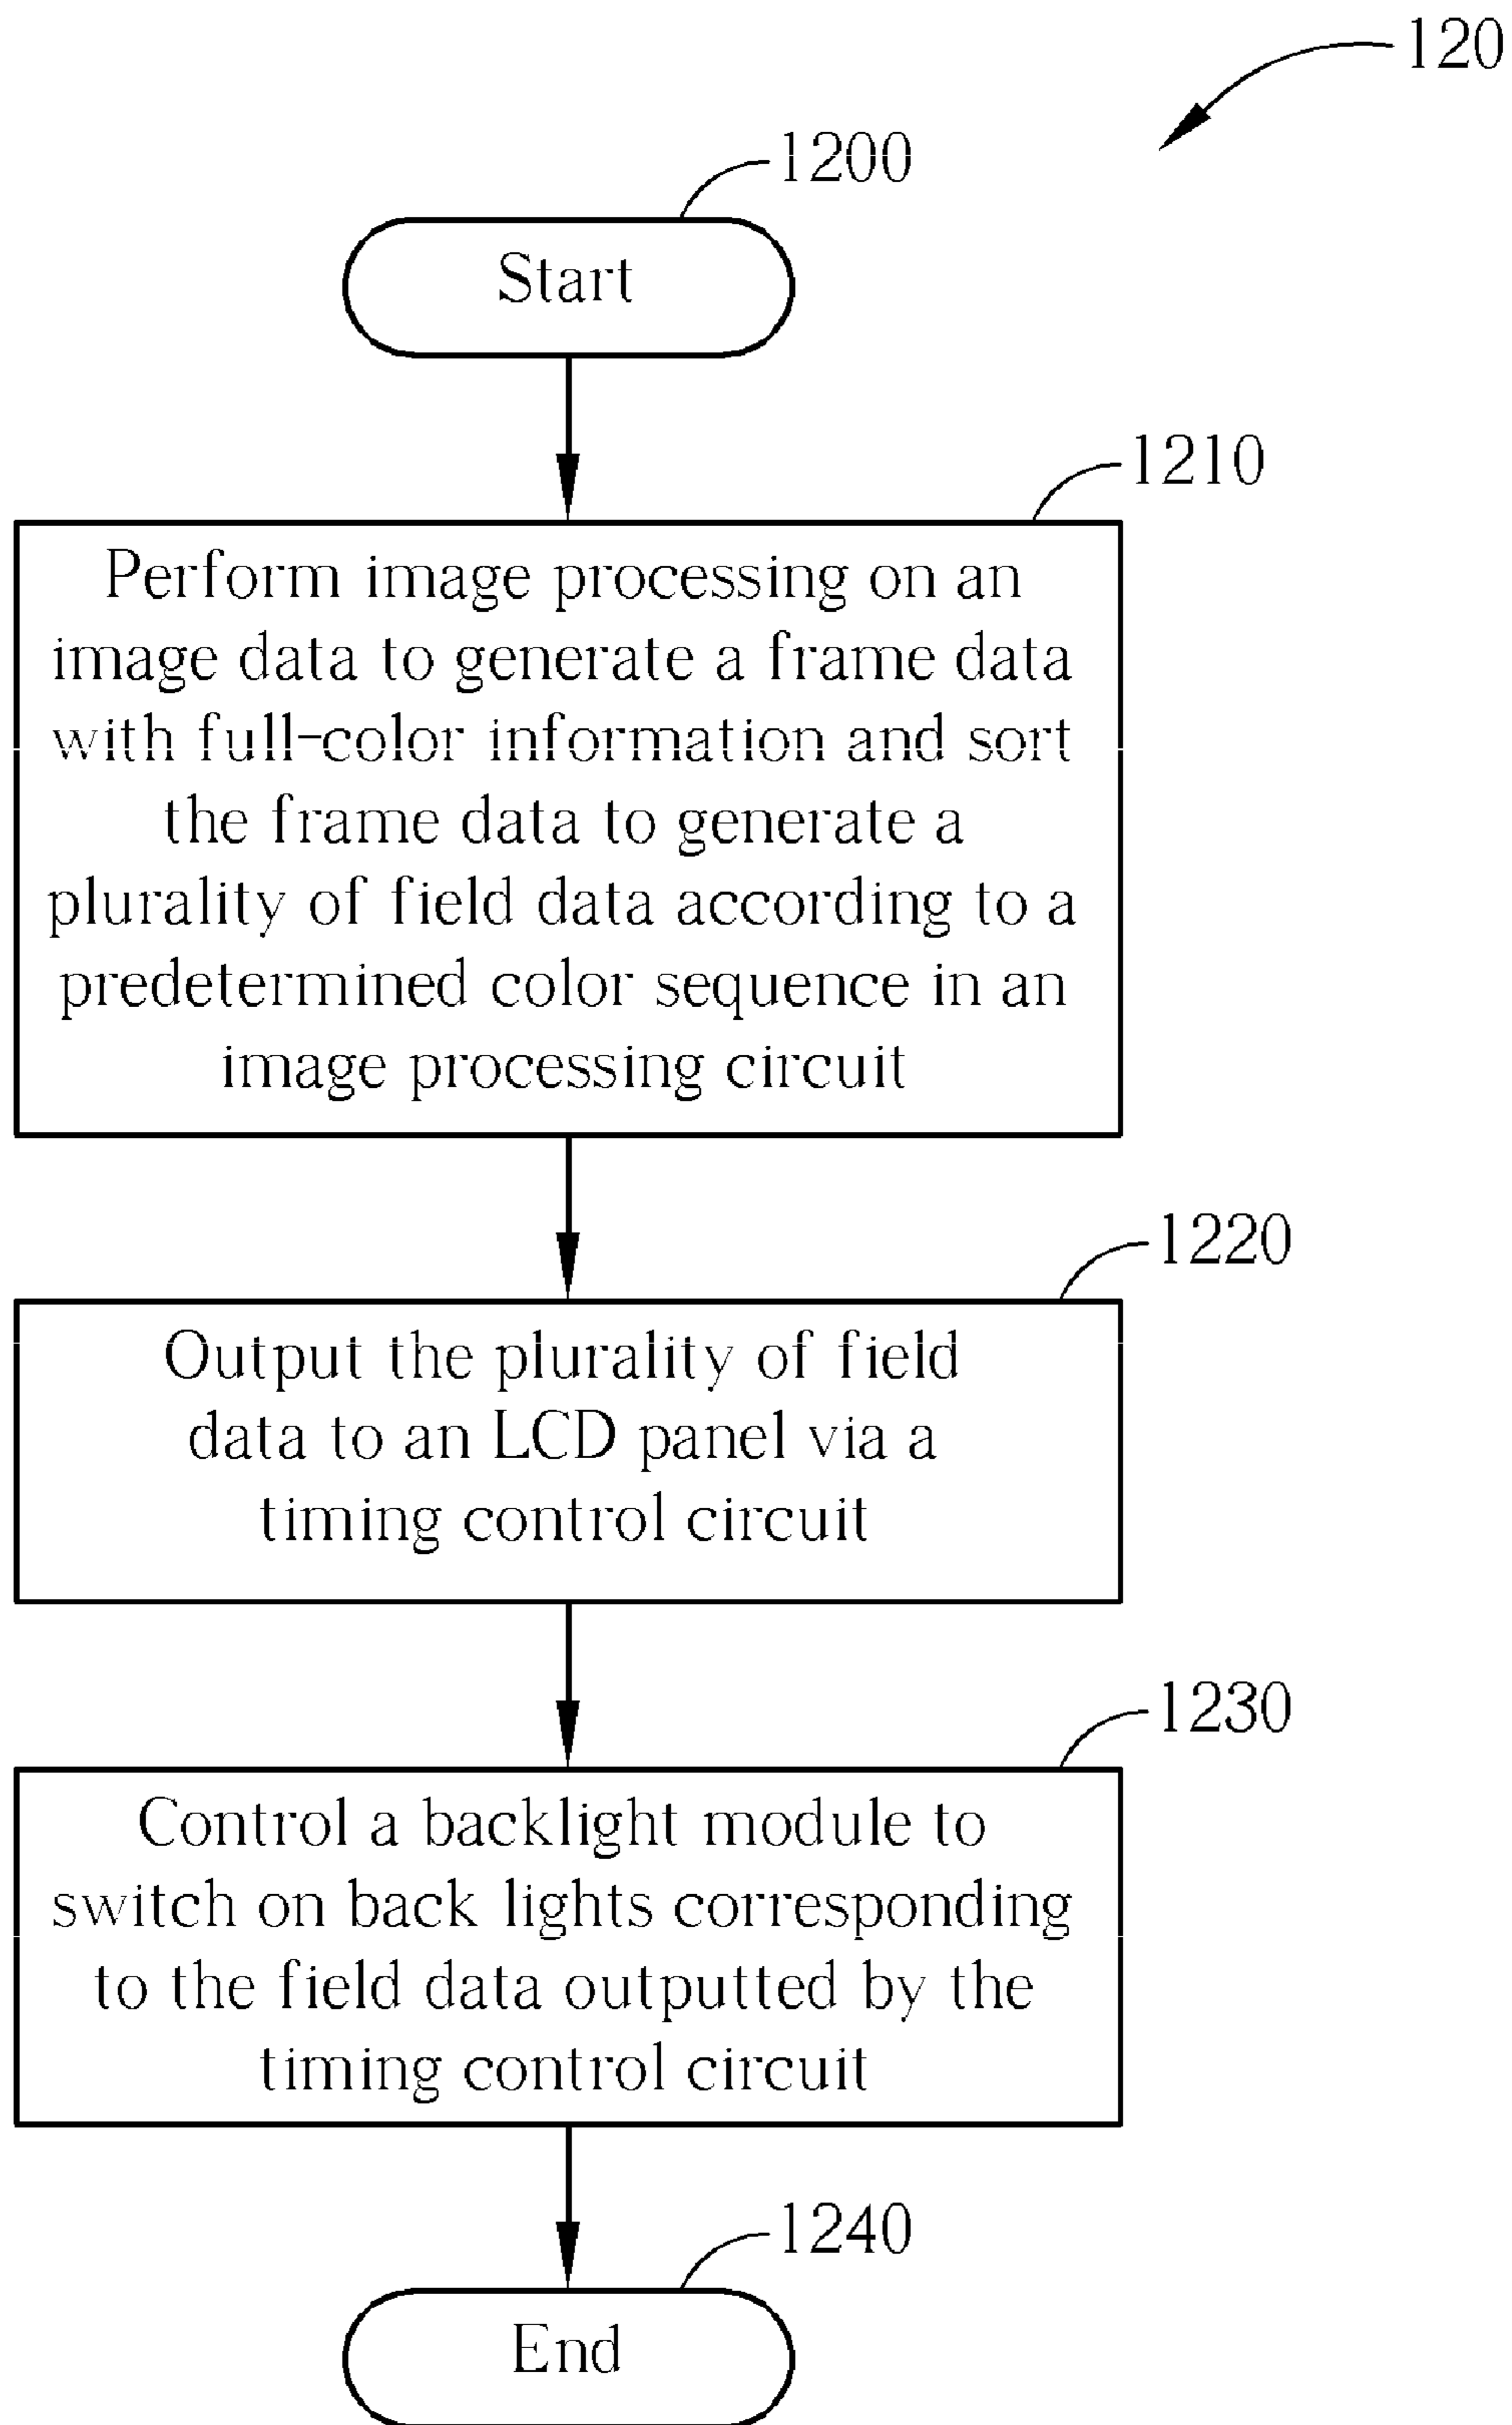 120
1200
Start
1210
Perform image processing on an
image data to generate a frame data
with full-color information and sort
the frame data to generate a
plurality of field data according to a
predetermined color sequence in an
image processing circuit
1220
Output the plurality of field
data to an LCD panel via a
timing control circuit
1230
Control a backlight module to
switch on back lights corresponding
to the field data outputted by the
timing control circuit
1240
End